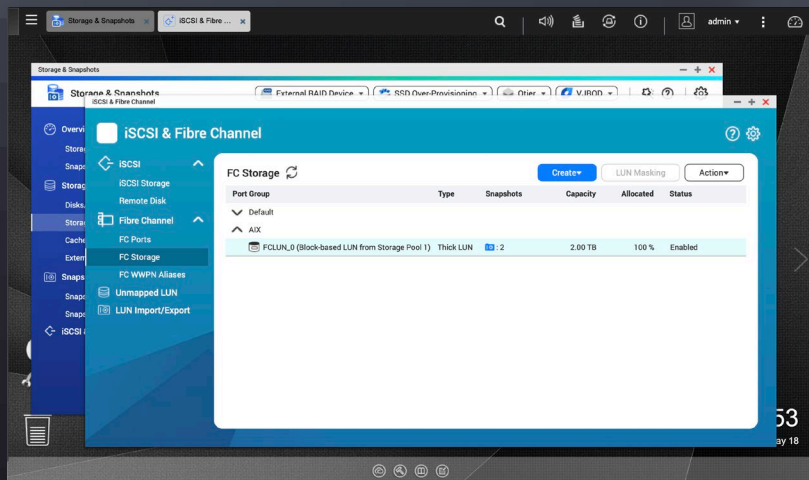 Storage & Snapshots
iSCSI & Fibre ...
admin
Storage & Snapshots
Storage & Snapshots
External RAID Device
SSD Over-Provisioning
VJBOD
iSCSI & Fibre Channel
iSCSI & Fibre Channel
Overvi
Stora
Snaps
Storag
Disks
Stora
Cache
Exter
Snaps
Snaps
Snaps
iSCSI &
iSCSI
iSCSI Storage
Remote Disk
Fibre Channel
FC Ports
FC Storage
FC WWPN Aliases
Unmapped LUN
LUN Import/Export
FC Storage
Create
LUN Masking
Action
Port Group Type Snapshots Capacity Allocated Status
Default
AIX
FCLUN_0 (Block-based LUN from Storage Pool 1) Thick LUN : 2 2.00 TB 100 % Enabled
53
ay 18